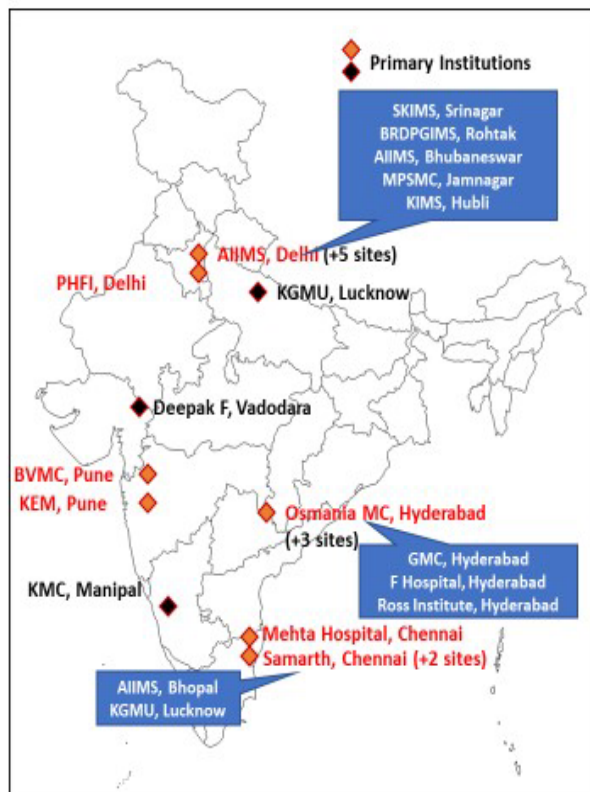 Primary Institutions
SKIMS, Srinagar
BRDPGIMS, Rohtak
AIIMS, Bhubaneswar
MPSMC, Jamnagar
KIMS, Hubli
AIIMS, Delhi (+5 sites)
PHFI, Delhi
KGMU, Lucknow
Deepak F, Vadodara
BVMC, Pune
KEM, Pune
Osmania MC, Hyderabad
(+3 sites)
GMC, Hyderabad
F Hospital, Hyderabad
Ross Institute, Hyderabad
KMC, Manipal
Mehta Hospital, Chennai
Samarth, Chennai (+2 sites)
AIIMS, Bhopal
KGMU, Lucknow